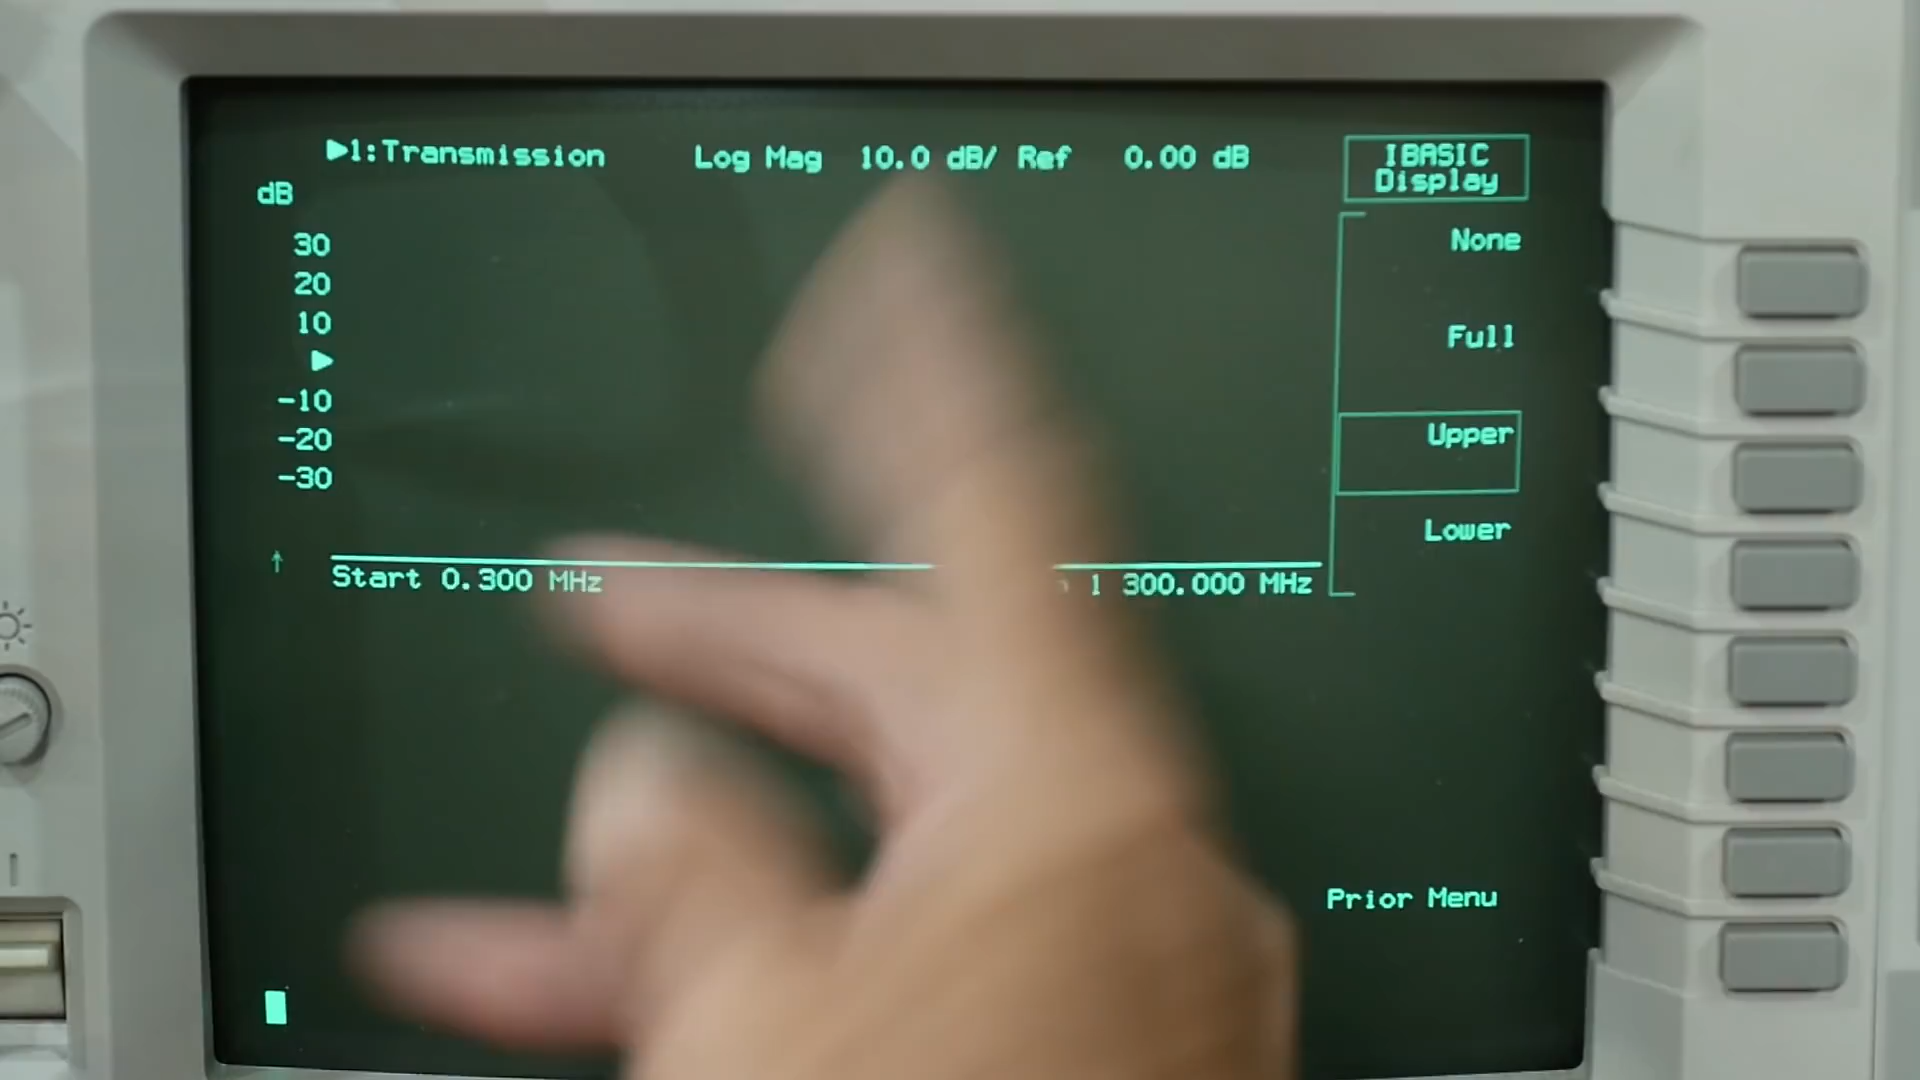 ▶1:Transmission Log Mag 10.0 dB/ Ref 0.00 dB
dB
30
20
10
-10
-20
-30
Start 0.300 MHz 1 300.000 MHz
IBASIC
Display
None
Full
Upper
Lower
Prior Menu